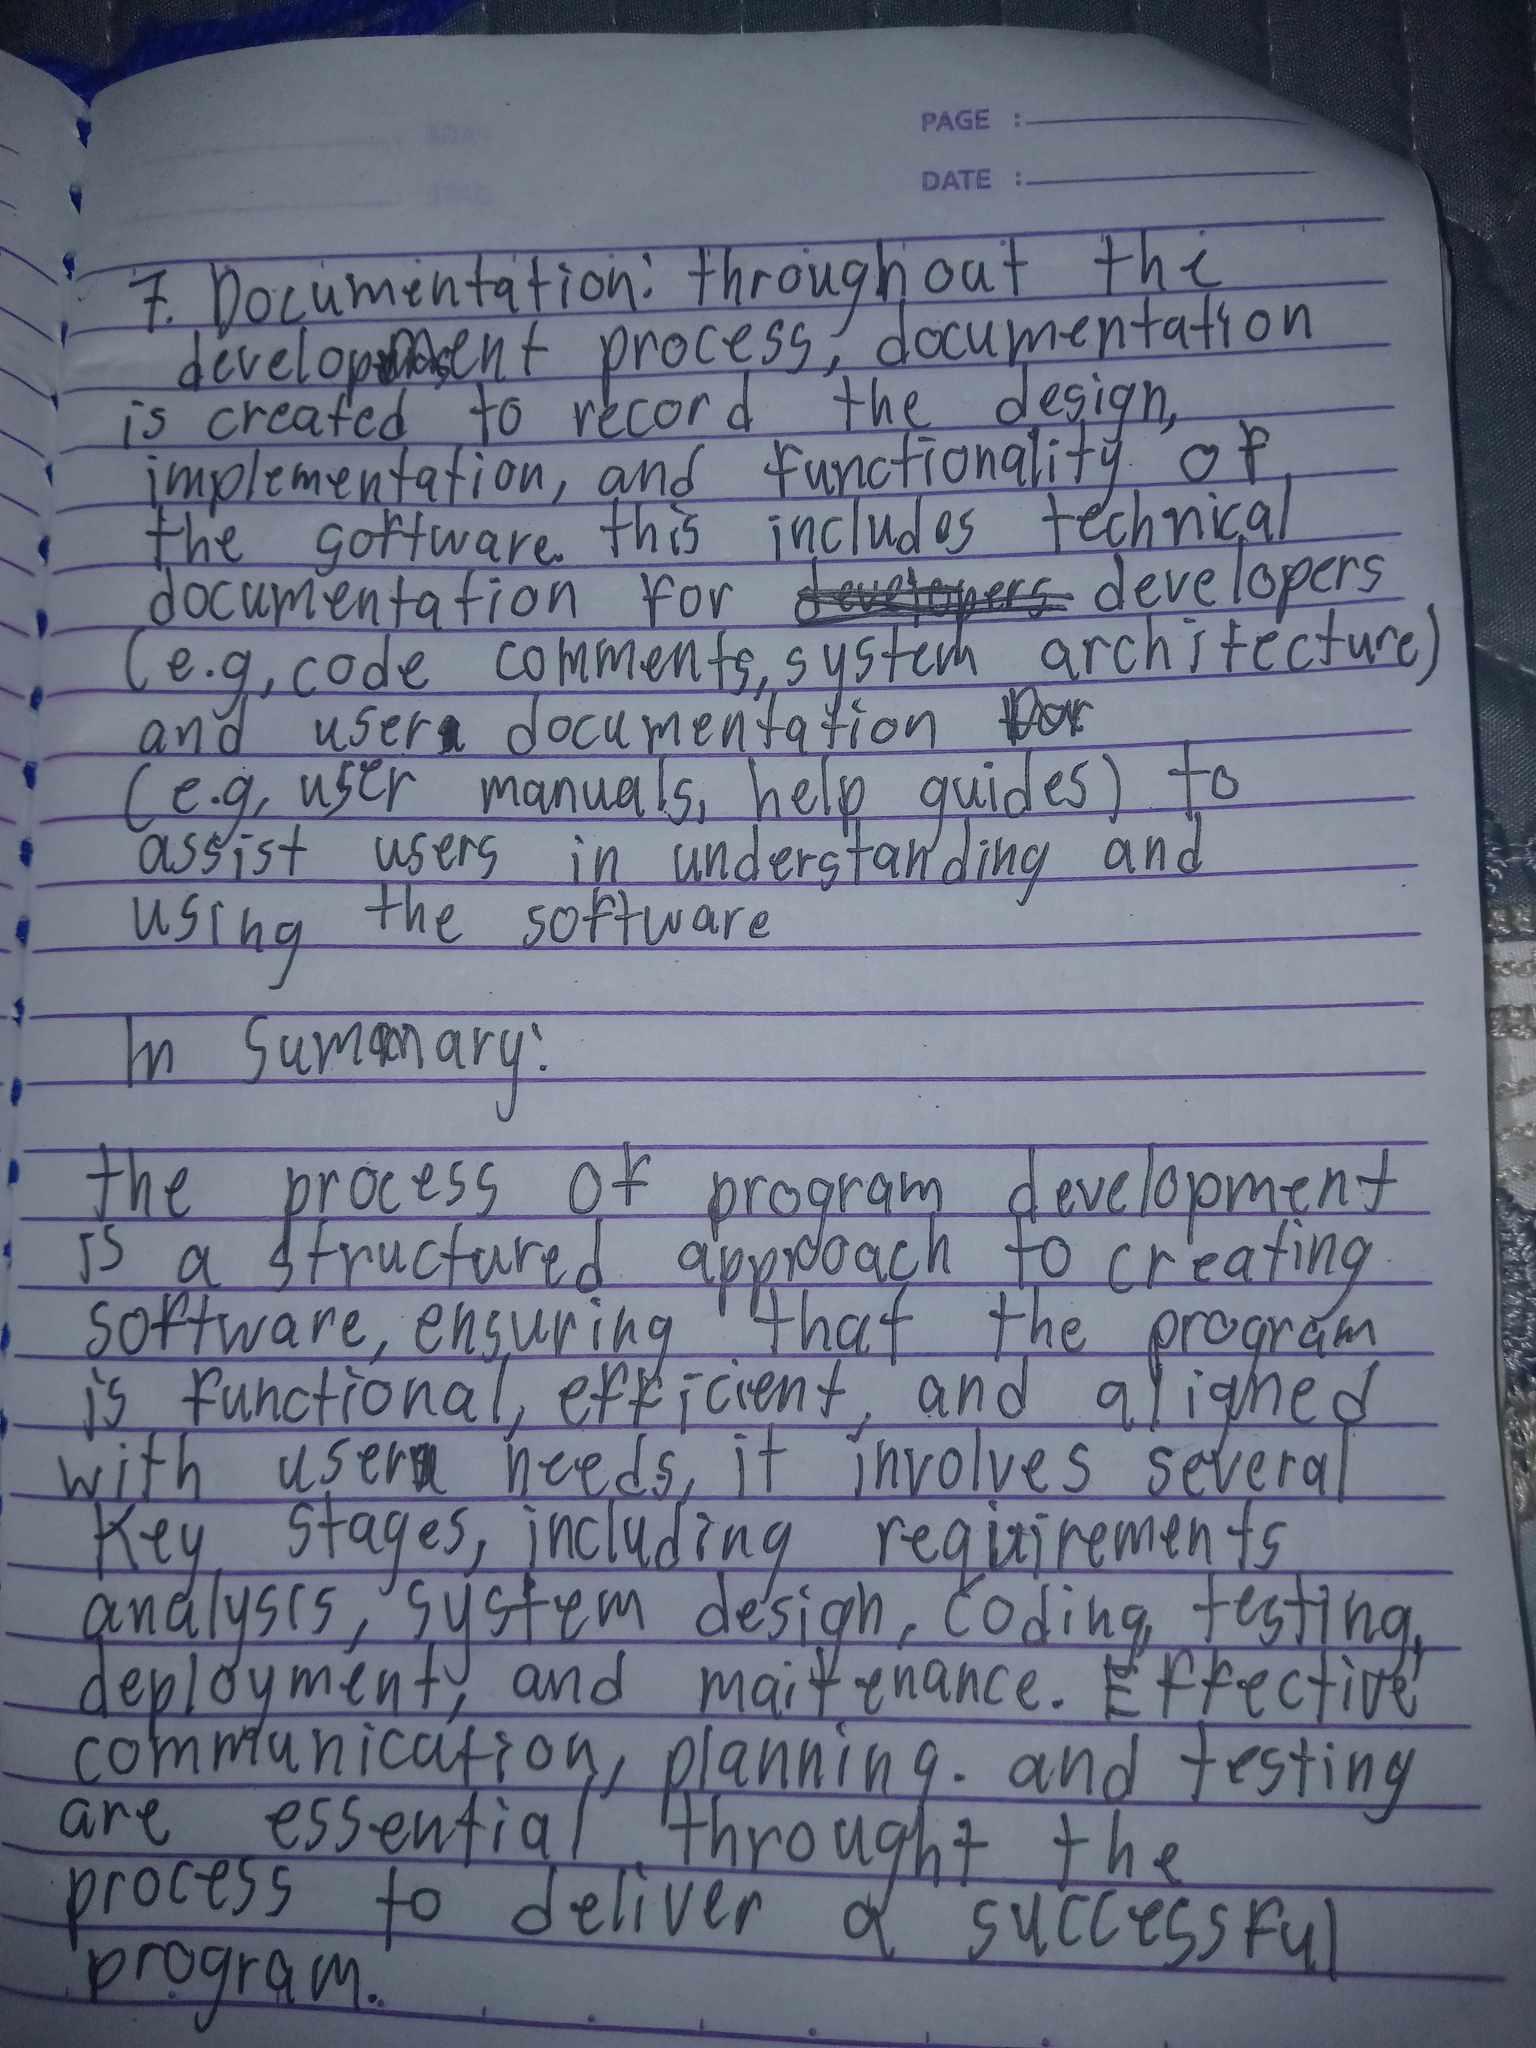 PAGE :
DATE :
7. Documentation: throughout the
development process, documentation
is created to record the design,
implementation, and functionality of
the software. this includes technical
documentation for developers
(e.g, code comments, system architecture)
and user documentation for
(e.g, user manuals, help guides) to
assist users in understanding and
using the software
In Summary:
the process of program development
is a structured approach to creating
software, ensuring that the program
is functional, efficient, and aligned
with user needs, it involves several
Key stages, including requirements
analysis, system design, coding, testing,
deployment, and maitenance. Effective
communication, planning. and testing
are essential throught the
process to deliver a successful
program.